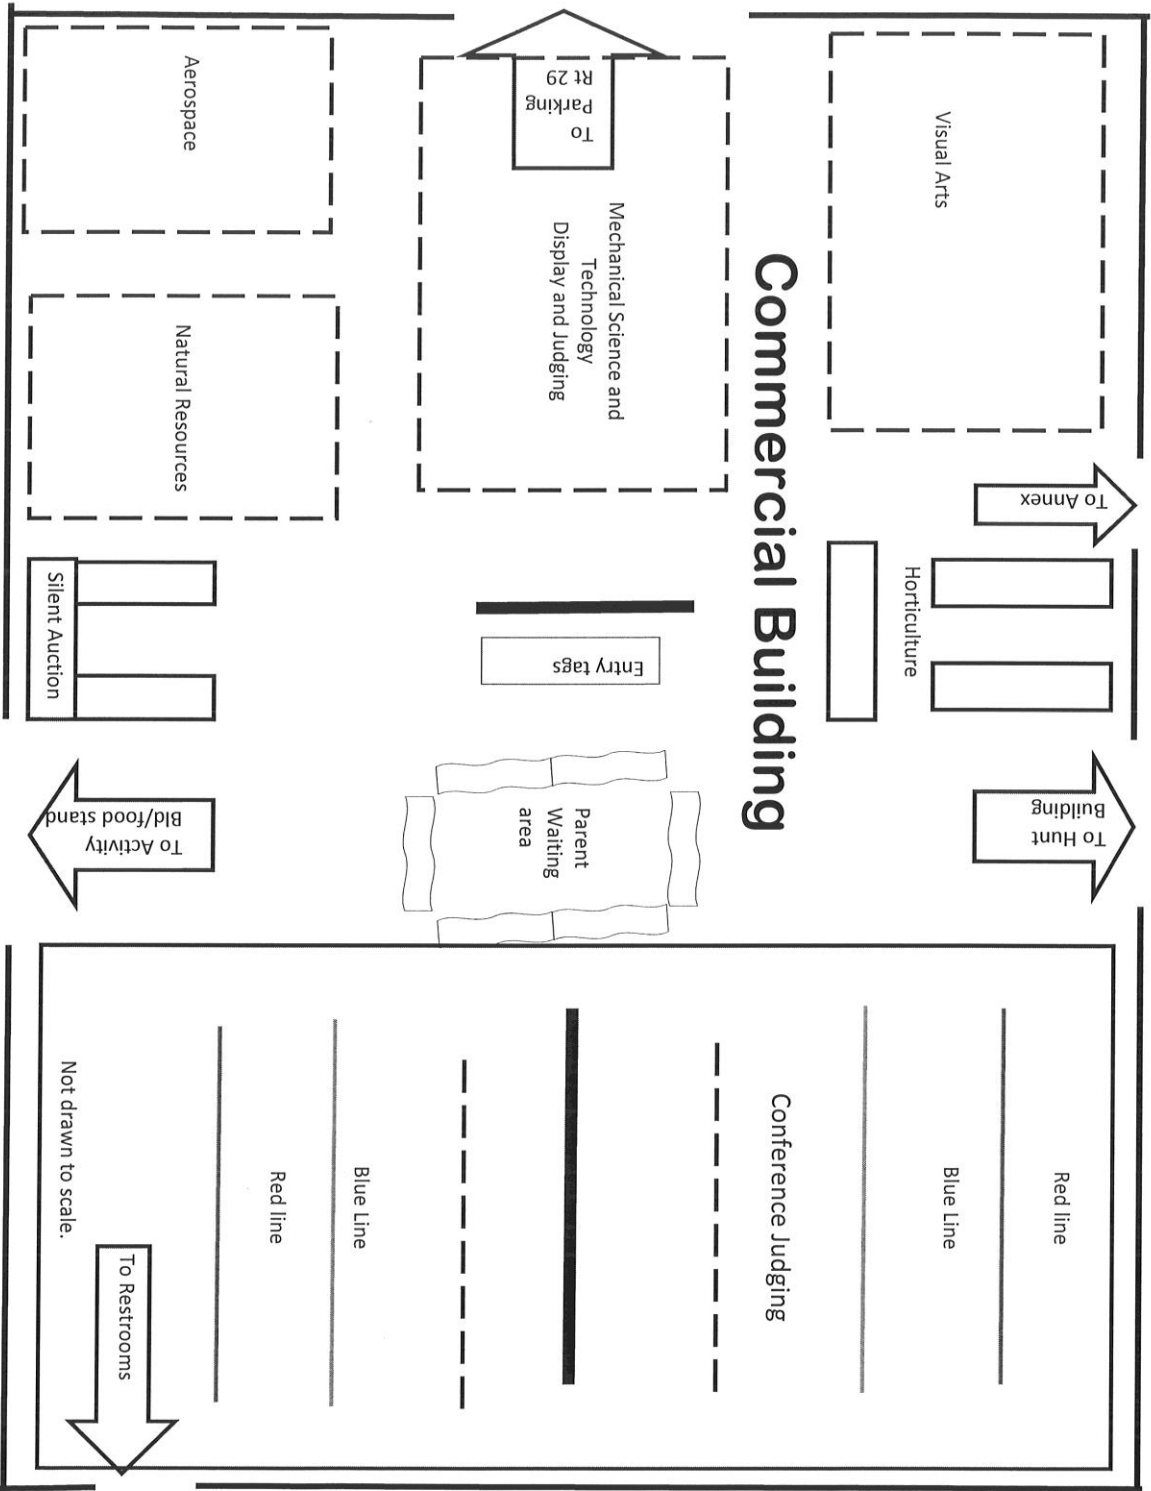 Commercial Building
Visual Arts
Mechanical Science and
Technology
Display and Judging
Aerospace
Natural Resources
To
Parking
Rt 29
To Annex
Horticulture
Silent Auction
Entry tags
To Hunt
Building
Parent
Waiting
area
To Activity
Bld/food stand
Conference Judging
Red line
Blue Line
Blue Line
Red line
Not drawn to scale.
To Restrooms